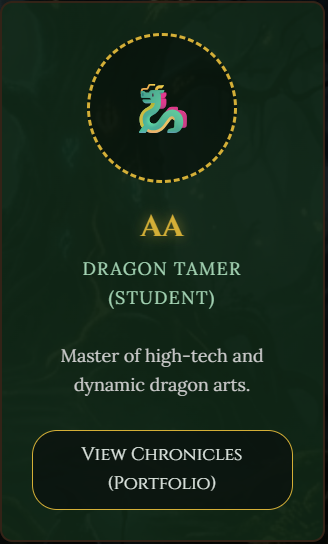 AA
DRAGON TAMER
(STUDENT)
Master of high-tech and
dynamic dragon arts.
View Chronicles
(Portfolio)